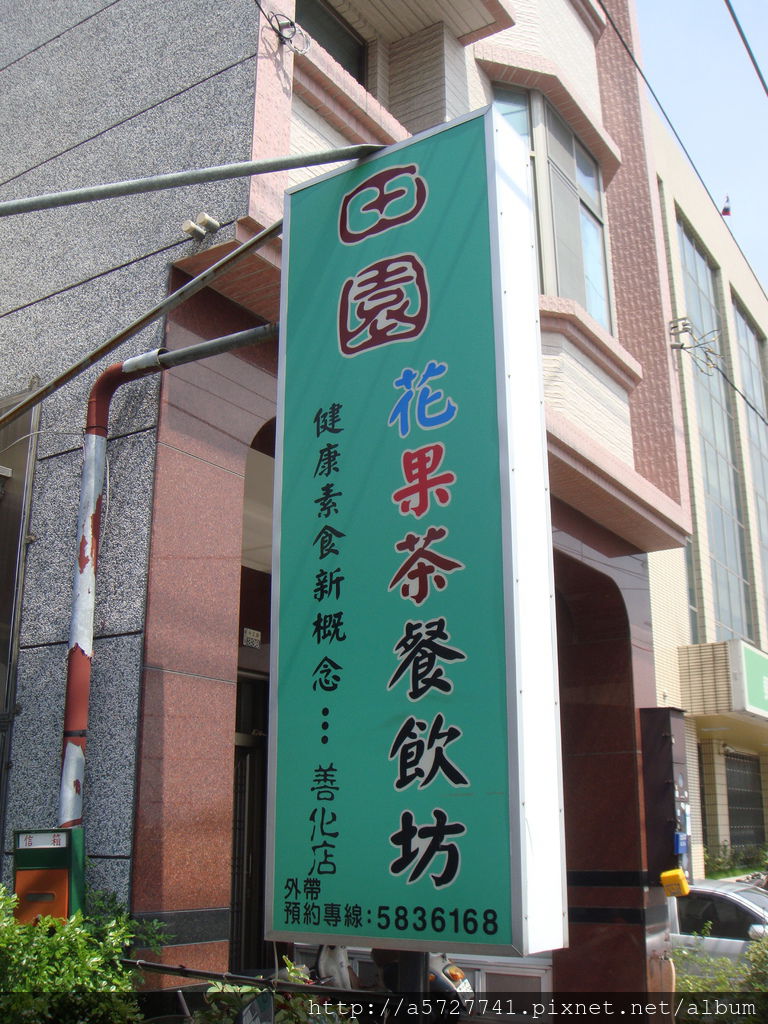 田園
花果茶餐飲坊
健康素食新概念⋯善化店
外帶
預約專線:5836168
信箱
http://a5727741.pixnet.net/album